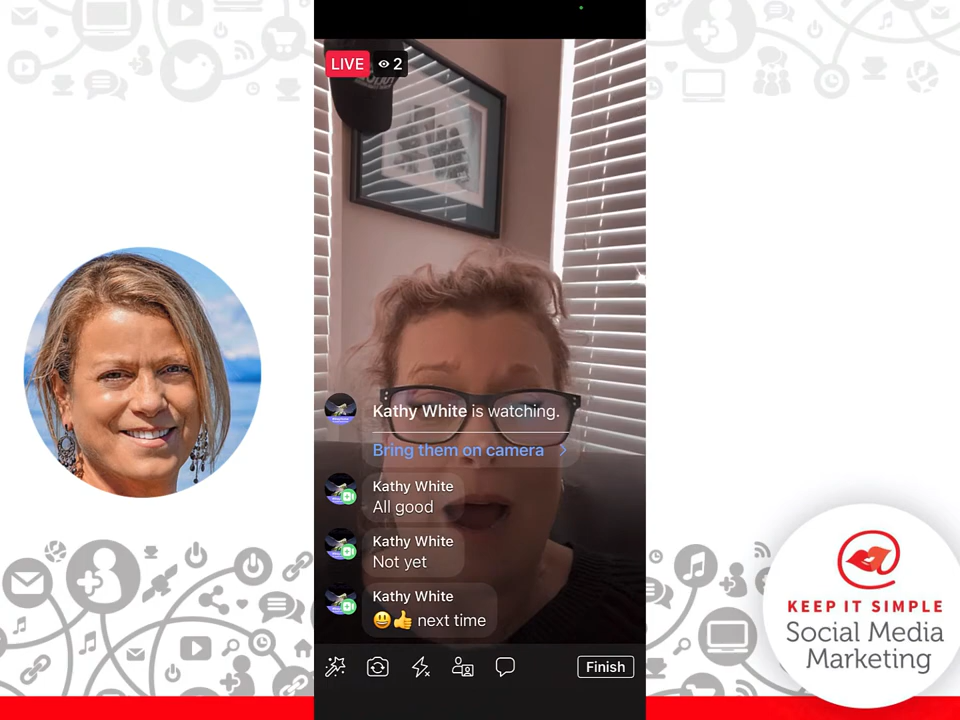 LIVE 2
Kathy White is watching.
Bring them on camera
Kathy White
All good
Kathy White
Not yet
Kathy White
😃👍 next time
Finish
KEEP IT SIMPLE
Social Media
Marketing